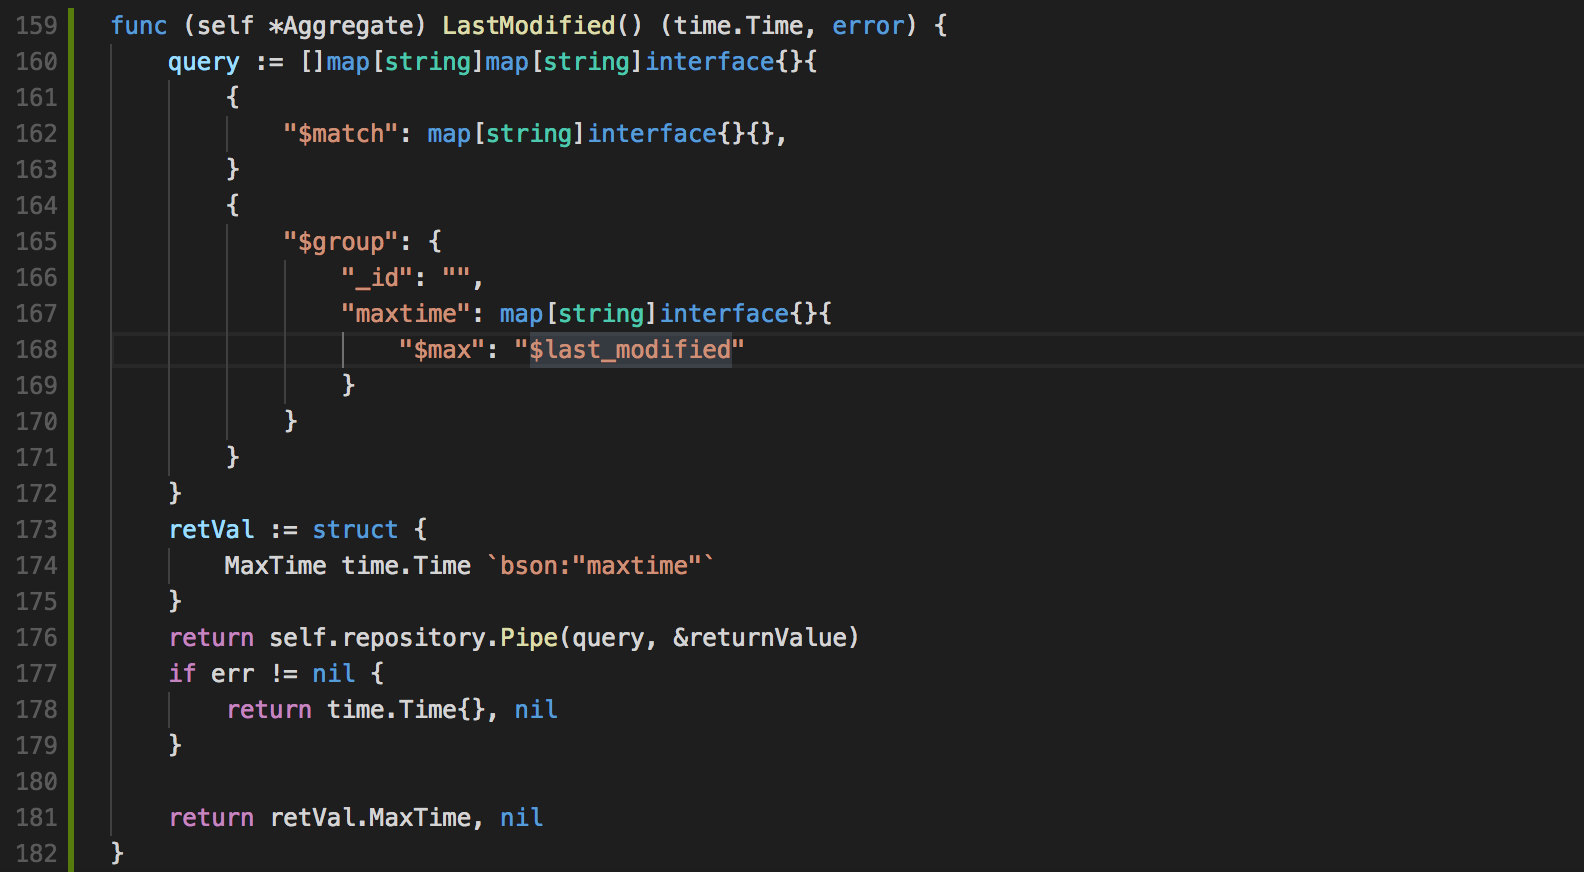 159 func (self *Aggregate) LastModified() (time.Time, error) {
160     query := []map[string]map[string]interface{}{
161         {
162             "$match": map[string]interface{}{},
163         }
164         {
165             "$group": {
166                 "_id": "",
167                 "maxtime": map[string]interface{}{
168                     "$max": "$last_modified"
169                 }
170             }
171         }
172     }
173     retVal := struct {
174         MaxTime time.Time `bson:"maxtime"`
175     }
176     return self.repository.Pipe(query, &returnValue)
177     if err != nil {
178         return time.Time{}, nil
179     }
180
181     return retVal.MaxTime, nil
182 }